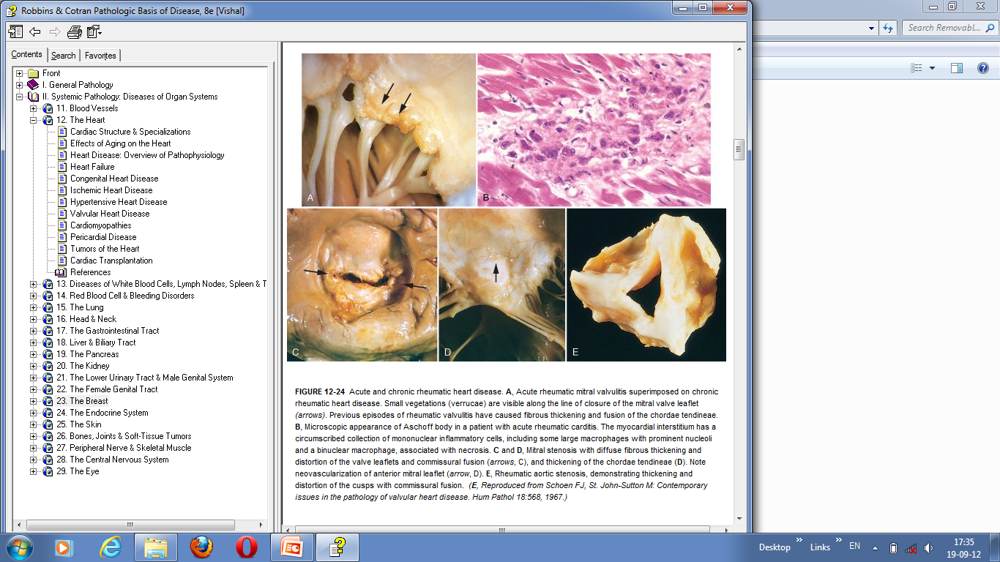 Robbins & Cotran Pathologic Basis of Disease, 8e [Vishal]
Search Removabl...
Contents
Search
Favorites
Front
I. General Pathology
II. Systemic Pathology: Diseases of Organ Systems
11. Blood Vessels
12. The Heart
Cardiac Structure & Specializations
Effects of Aging on the Heart
Heart Disease: Overview of Pathophysiology
Heart Failure
Congenital Heart Disease
Ischemic Heart Disease
Hypertensive Heart Disease
Valvular Heart Disease
Cardiomyopathies
Pericardial Disease
Tumors of the Heart
Cardiac Transplantation
References
13. Diseases of White Blood Cells, Lymph Nodes, Spleen & T
14. Red Blood Cell & Bleeding Disorders
15. The Lung
16. Head & Neck
17. The Gastrointestinal Tract
18. Liver & Biliary Tract
19. The Pancreas
20. The Kidney
21. The Lower Urinary Tract & Male Genital System
22. The Female Genital Tract
23. The Breast
24. The Endocrine System
25. The Skin
26. Bones, Joints & Soft-Tissue Tumors
27. Peripheral Nerve & Skeletal Muscle
28. The Central Nervous System
29. The Eye
A
B
C
D
E
FIGURE 12-24 Acute and chronic rheumatic heart disease. A, Acute rheumatic mitral valvulitis superimposed on chronic
rheumatic heart disease. Small vegetations (verrucae) are visible along the line of closure of the mitral valve leaflet
(arrows). Previous episodes of rheumatic valvulitis have caused fibrous thickening and fusion of the chordae tendineae.
B, Microscopic appearance of Aschoff body in a patient with acute rheumatic carditis. The myocardial interstitium has a
circumscribed collection of mononuclear inflammatory cells, including some large macrophages with prominent nucleoli
and a binuclear macrophage, associated with necrosis. C and D, Mitral stenosis with diffuse fibrous thickening and
distortion of the valve leaflets and commissural fusion (arrows, C), and thickening of the chordae tendineae (D). Note
neovascularization of anterior mitral leaflet (arrow, D). E, Rheumatic aortic stenosis, demonstrating thickening and
distortion of the cusps with commissural fusion. (E, Reproduced from Schoen FJ, St. John-Sutton M: Contemporary
issues in the pathology of valvular heart disease. Hum Pathol 18:568, 1967.)
Desktop
Links
EN
17:35
19-09-12